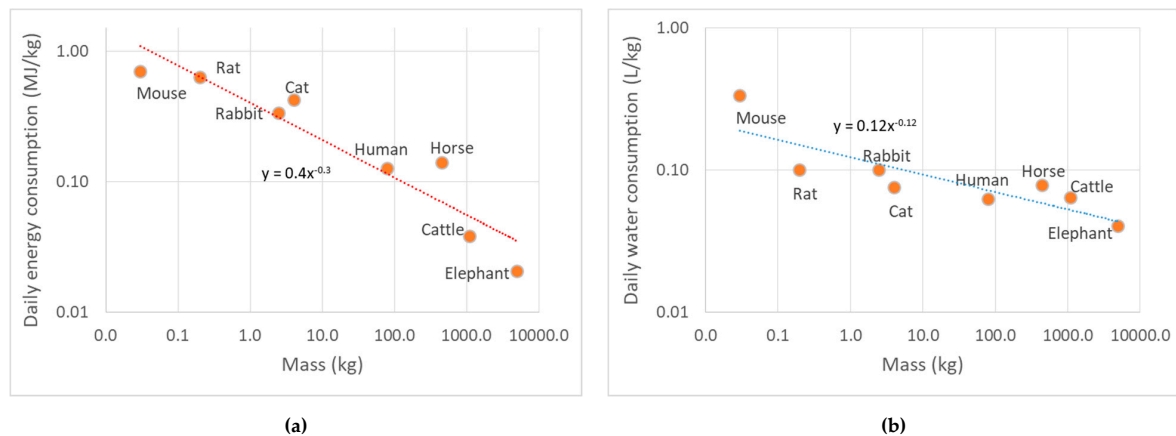 Daily energy consumption (MJ/kg)
1.00
0.10
0.01
Mouse
Rat
Rabbit
Cat
Human
Horse
Cattle
Elephant
y = 0.4x-0.3
0.0 0.1 1.0 10.0 100.0 1000.0 10000.0
Mass (kg)
(a)
Daily water consumption (L/kg)
1.00
0.10
0.01
Mouse
Rat
Rabbit
Cat
Human
Horse
Cattle
Elephant
y = 0.12x-0.12
0.0 0.1 1.0 10.0 100.0 1000.0 10000.0
Mass (kg)
(b)